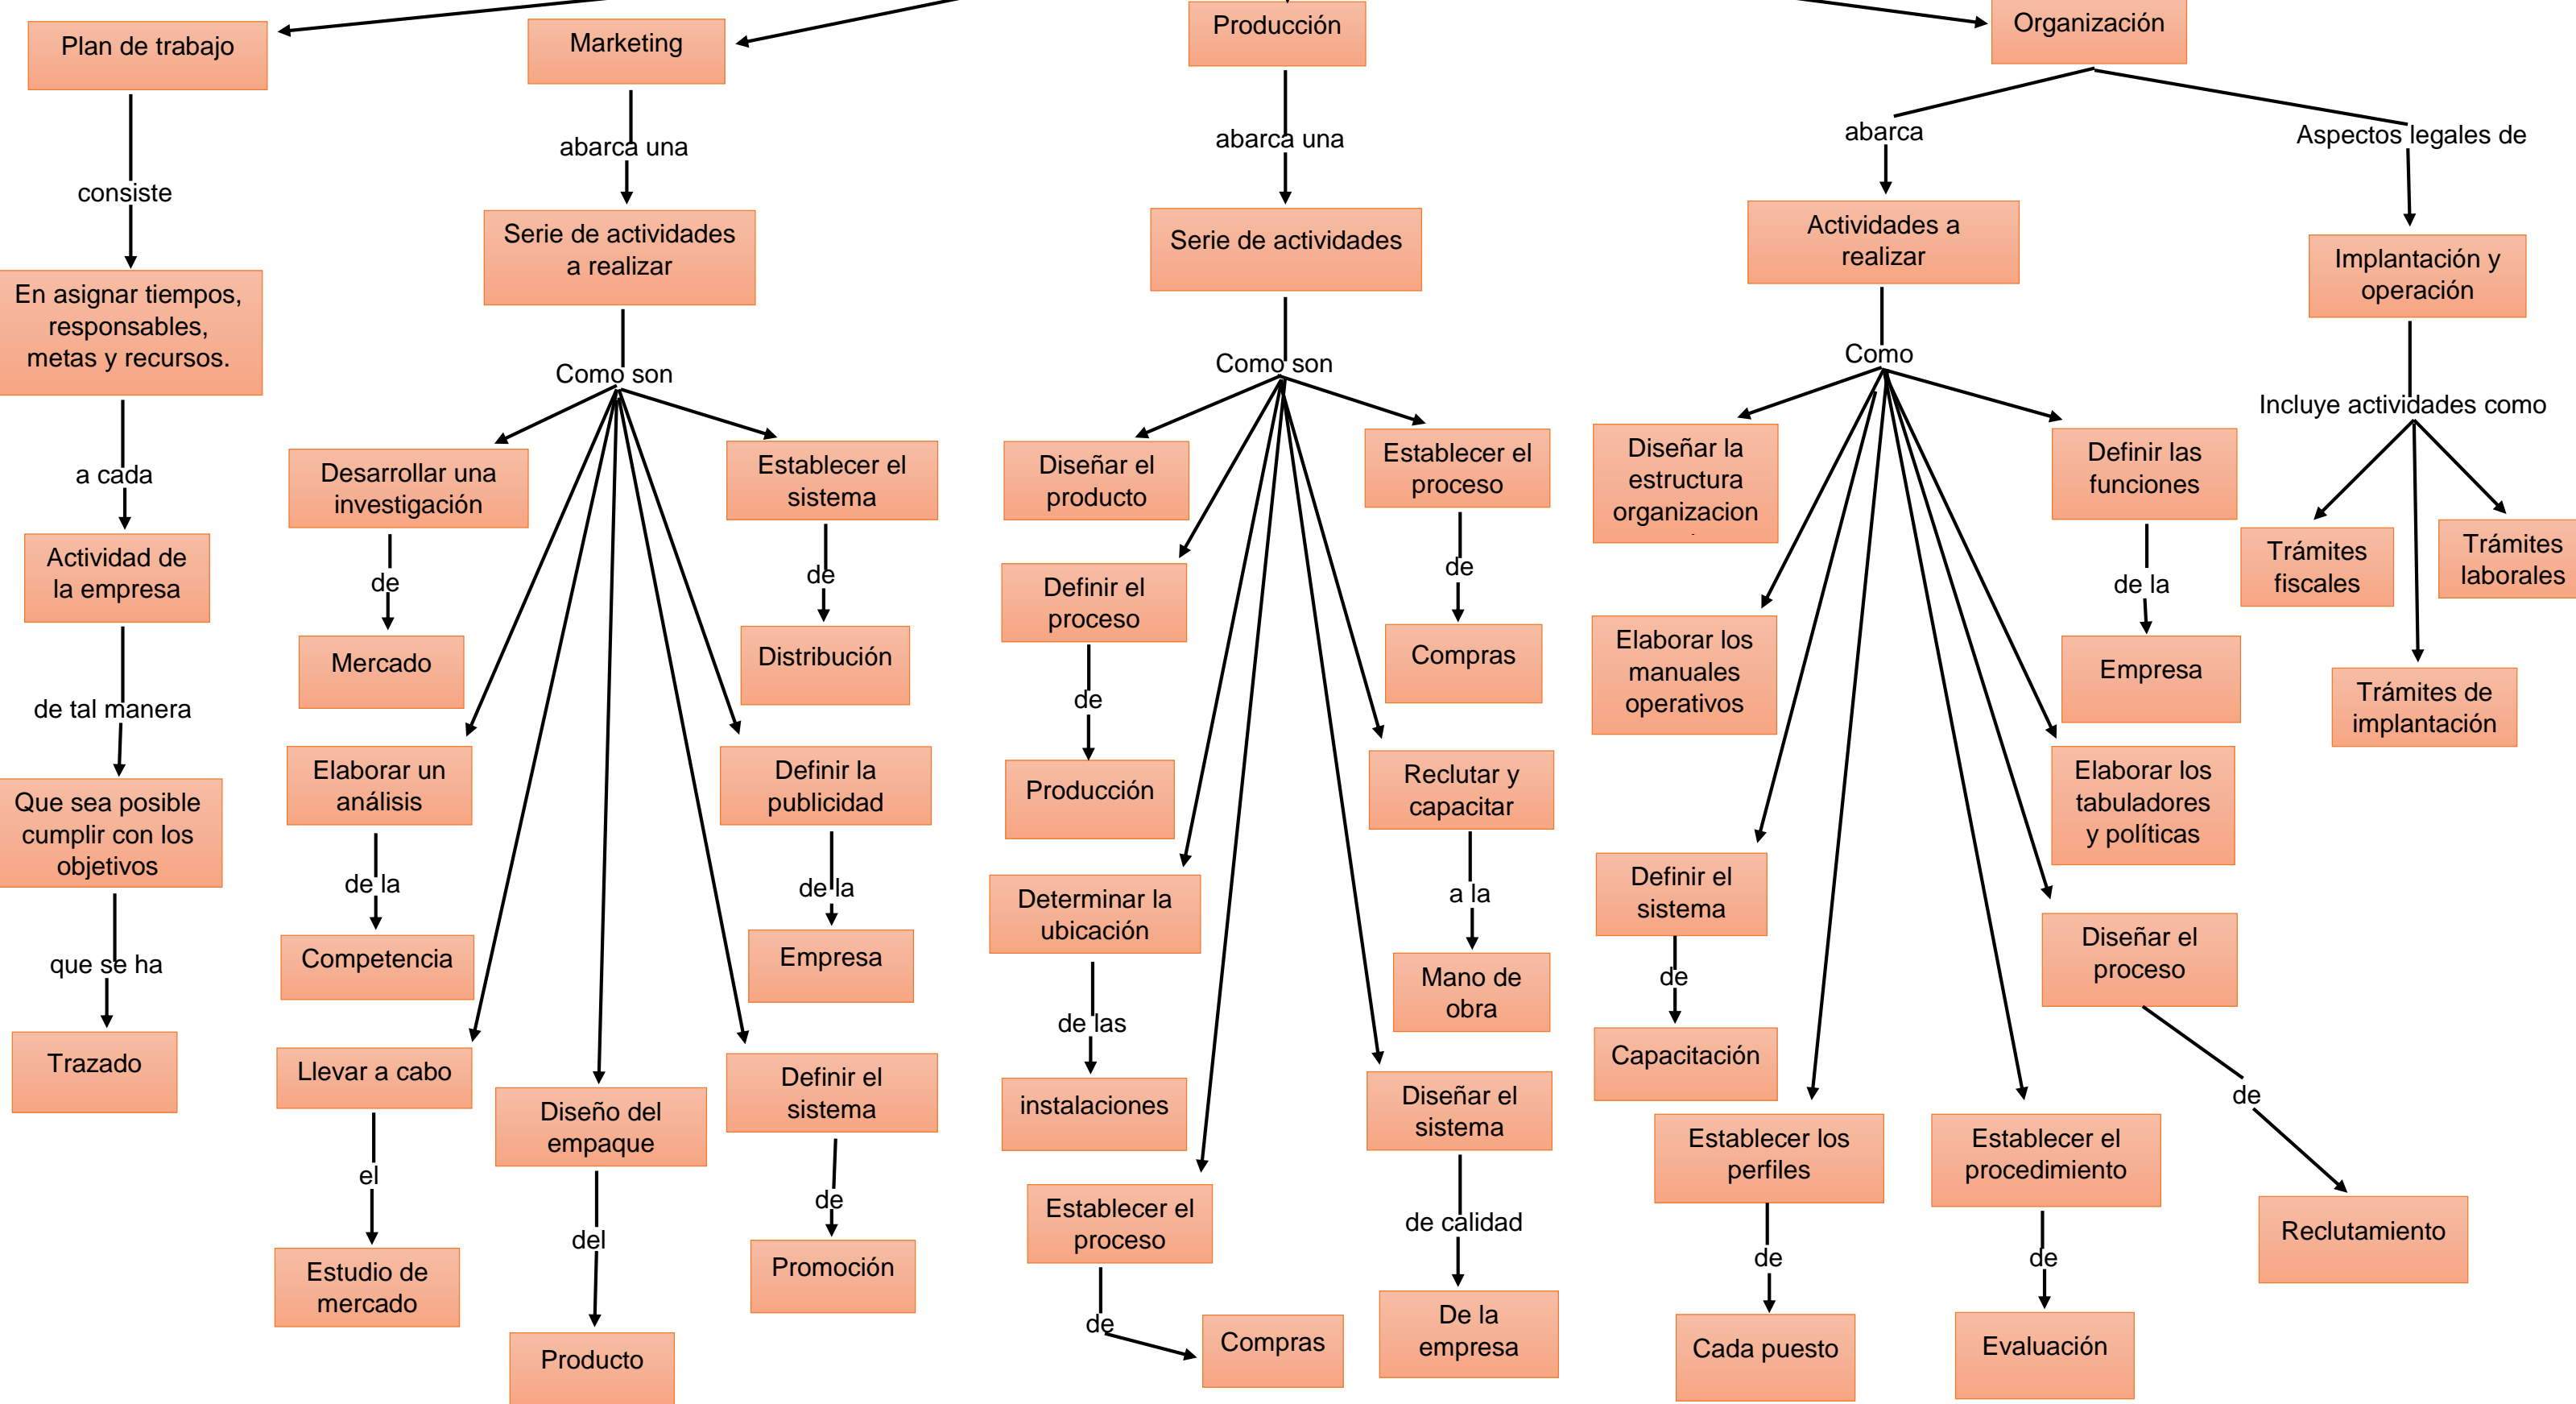 Plan de trabajo
consiste
En asignar tiempos,
responsables,
metas y recursos.
a cada
Actividad de
la empresa
de tal manera
Que sea posible
cumplir con los
objetivos
que se ha
Trazado
Marketing
abarca una
Serie de actividades
a realizar
Como son
Desarrollar una
investigación
de
Mercado
Establecer el
sistema
de
Distribución
Elaborar un
análisis
de la
Competencia
Definir la
publicidad
de la
Empresa
Llevar a cabo
el
Estudio de
mercado
Diseño del
empaque
del
Producto
Definir el
sistema
de
Promoción
Producción
abarca una
Serie de actividades
Como son
Diseñar el
producto
Establecer el
proceso
de
Compras
Definir el
proceso
de
Producción
Reclutar y
capacitar
a la
Mano de
obra
Determinar la
ubicación
de las
instalaciones
Diseñar el
sistema
de calidad
De la
empresa
Establecer el
proceso
de
Compras
Organización
abarca
Actividades a
realizar
Como
Diseñar la
estructura
organizacion
Definir las
funciones
de la
Empresa
Elaborar los
manuales
operativos
Elaborar los
tabuladores
y políticas
Definir el
sistema
de
Capacitación
Diseñar el
proceso
de
Reclutamiento
Establecer los
perfiles
de
Cada puesto
Establecer el
procedimiento
de
Evaluación
Aspectos legales de
Implantación y
operación
Incluye actividades como
Trámites
fiscales
Trámites
laborales
Trámites de
implantación